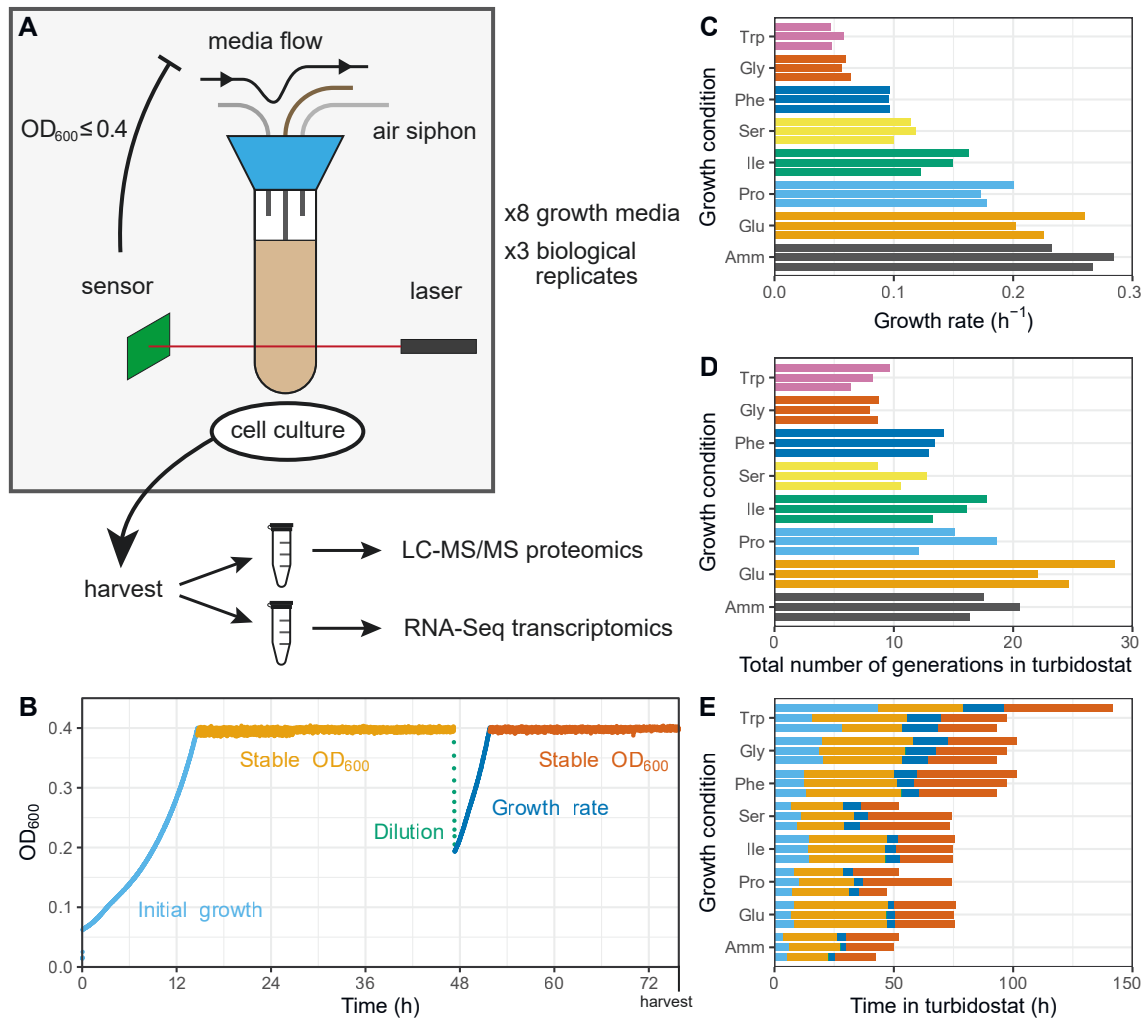 A
media flow
OD600 ≤ 0.4
air siphon
x8 growth media
x3 biological
replicates
sensor
laser
cell culture
harvest
LC-MS/MS proteomics
RNA-Seq transcriptomics
B
OD600
0.4
0.3
0.2
0.1
0.0
Stable OD600
Stable OD600
Growth rate
Dilution
Initial growth
0 12 24 36 48 60 72
harvest
Time (h)
C
Growth condition
Trp
Gly
Phe
Ser
Ile
Pro
Glu
Amm
0.0 0.1 0.2 0.3
Growth rate (h−1)
D
Growth condition
Trp
Gly
Phe
Ser
Ile
Pro
Glu
Amm
0 10 20 30
Total number of generations in turbidostat
E
Growth condition
Trp
Gly
Phe
Ser
Ile
Pro
Glu
Amm
0 50 100 150
Time in turbidostat (h)